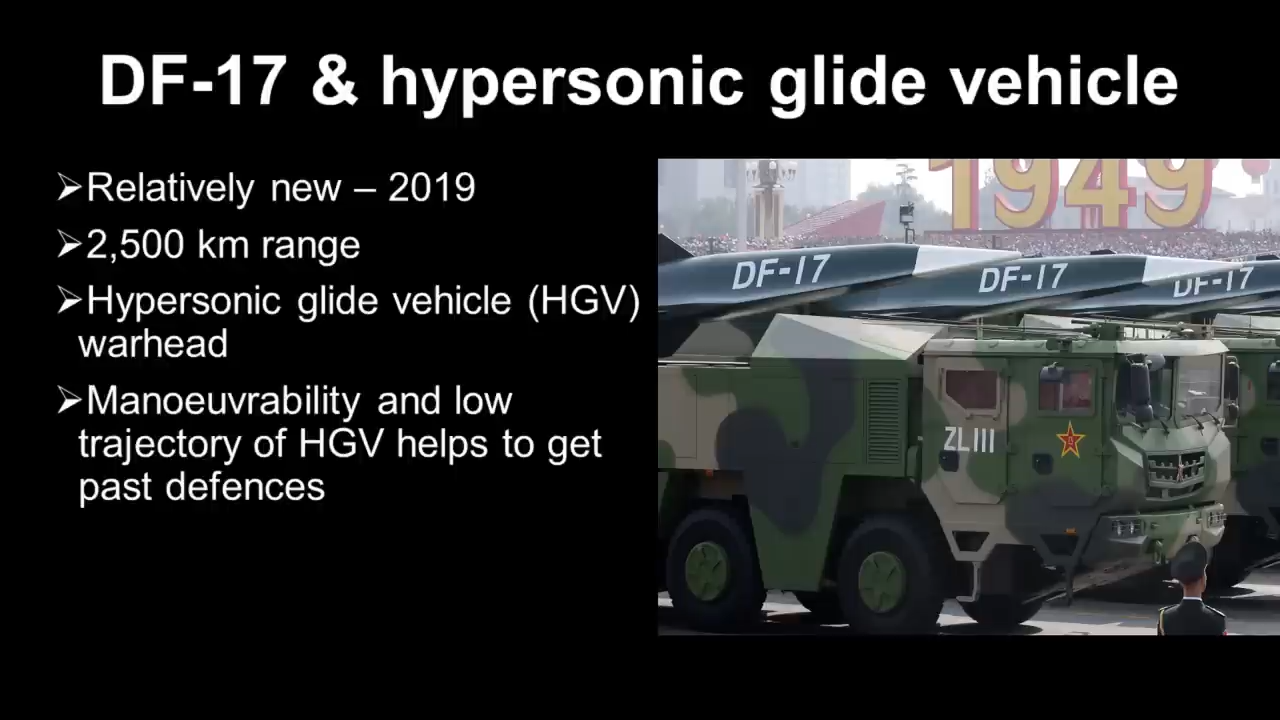 DF-17 & hypersonic glide vehicle
➢Relatively new – 2019
➢2,500 km range
➢Hypersonic glide vehicle (HGV)
warhead
➢Manoeuvrability and low
trajectory of HGV helps to get
past defences
1949
DF-17
DF-17
DF-17
ZL111